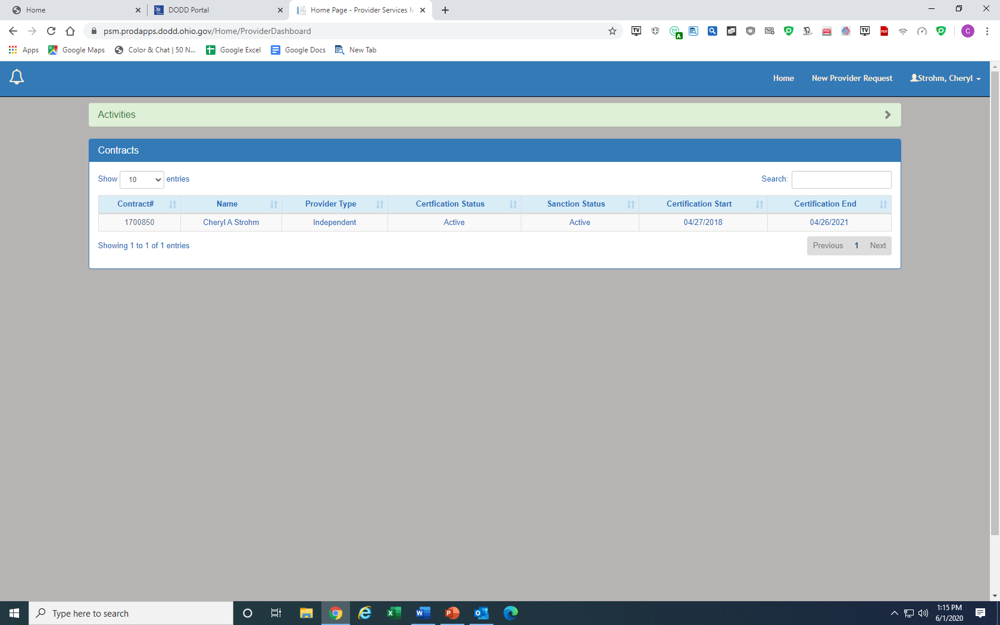 Home
DODD Portal
Home Page - Provider Services M
psm.prodapps.dodd.ohio.gov/Home/ProviderDashboard
Apps
Google Maps
Color & Chat | 50 N...
Google Excel
Google Docs
New Tab
Home
New Provider Request
Strohm, Cheryl
Activities
Contracts
Show 10 entries
Search:
Contract# Name Provider Type Certfication Status Sanction Status Certification Start Certification End
1700850 Cheryl A Strohm Independent Active Active 04/27/2018 04/26/2021
Showing 1 to 1 of 1 entries
Previous 1 Next
Type here to search
1:15 PM
6/1/2020